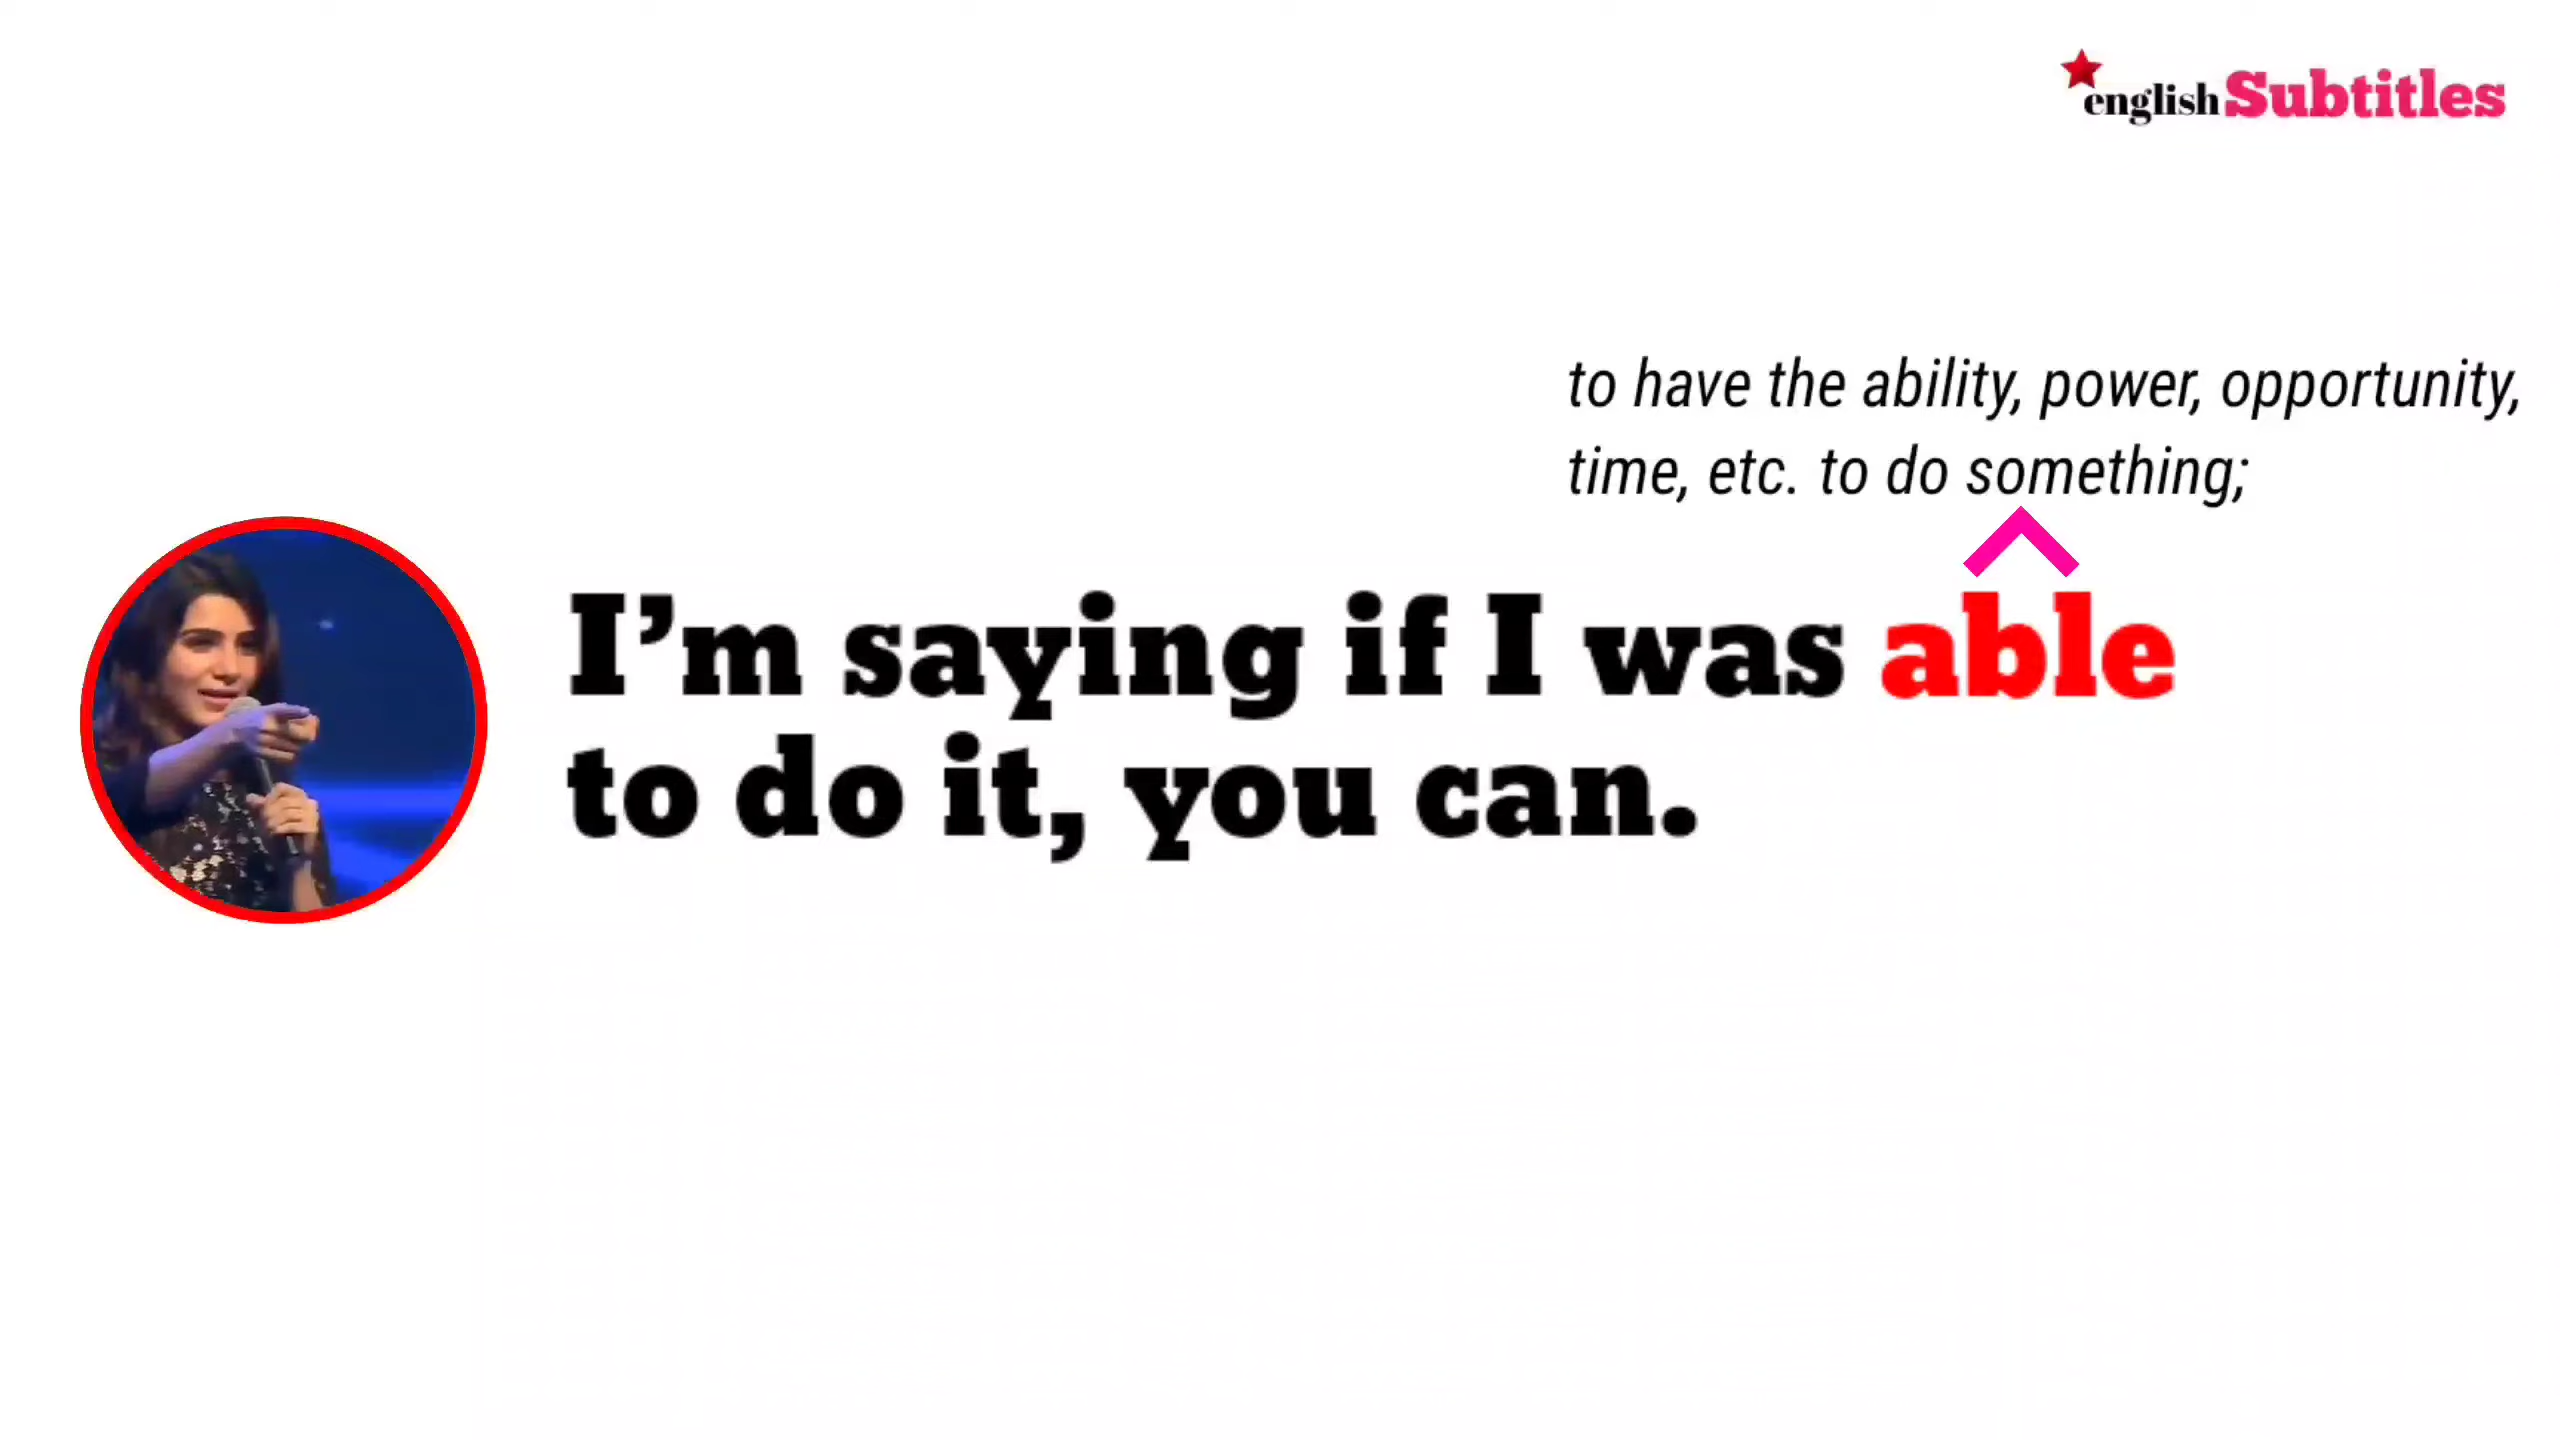 english Subtitles
to have the ability, power, opportunity,
time, etc. to do something;
I’m saying if I was able
to do it, you can.